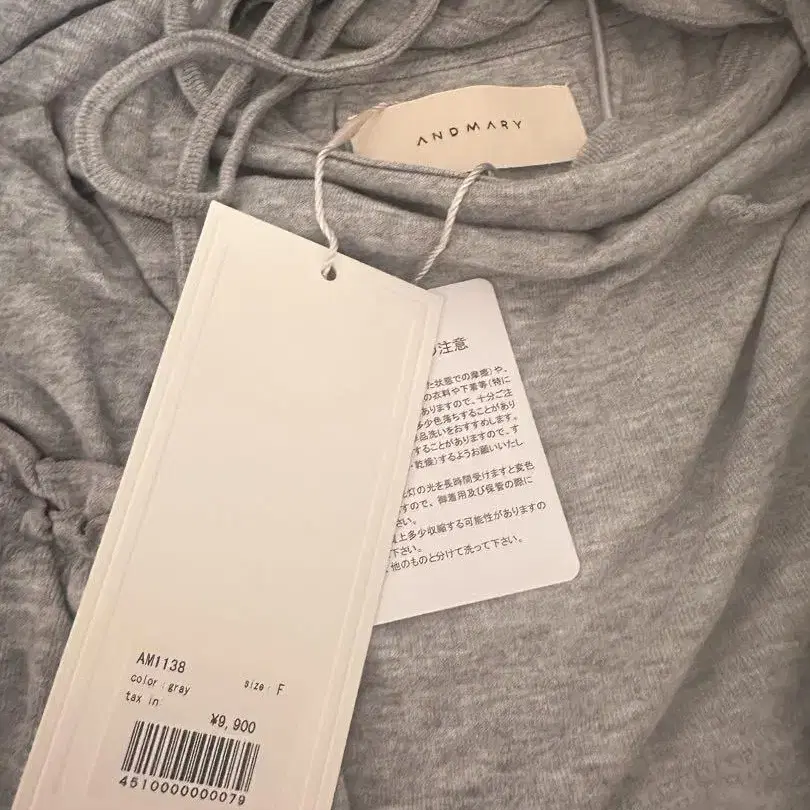 ANDMARY
の注意
た状態での摩擦)や、
の衣料や下着等(特に
ありますので、十分ご注
多少色落ちすることがあり
単品洗いをおすすめします。
することがありますので、す
・乾燥)するようお願いいたし
灯の光を長時間受けますと変色
すので、御着用及び保管の際に
さい。
上多少収縮する可能性がありますの
下さい。
、他のものと分けて洗って下さい。
AM1138
color : gray size : F
tax in
¥9,900
4510000000079